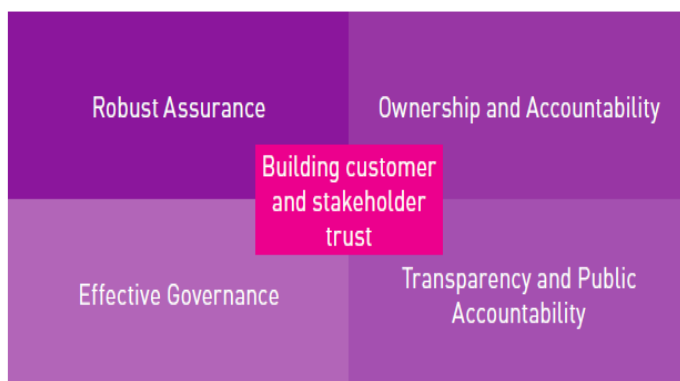 Robust Assurance
Ownership and Accountability
Building customer
and stakeholder
trust
Effective Governance
Transparency and Public
Accountability